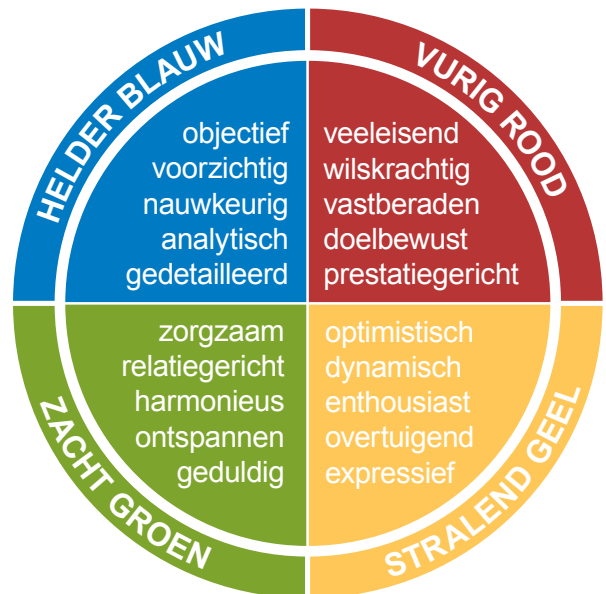 HELDER BLAUW
objectief
voorzichtig
nauwkeurig
analytisch
gedetailleerd
VURIG ROOD
veeleisend
wilskrachtig
vastberaden
doelbewust
prestatiegericht
ZACHT GROEN
zorgzaam
relatiegericht
harmonieus
ontspannen
geduldig
STRALEND GEEL
optimistisch
dynamisch
enthousiast
overtuigend
expressief